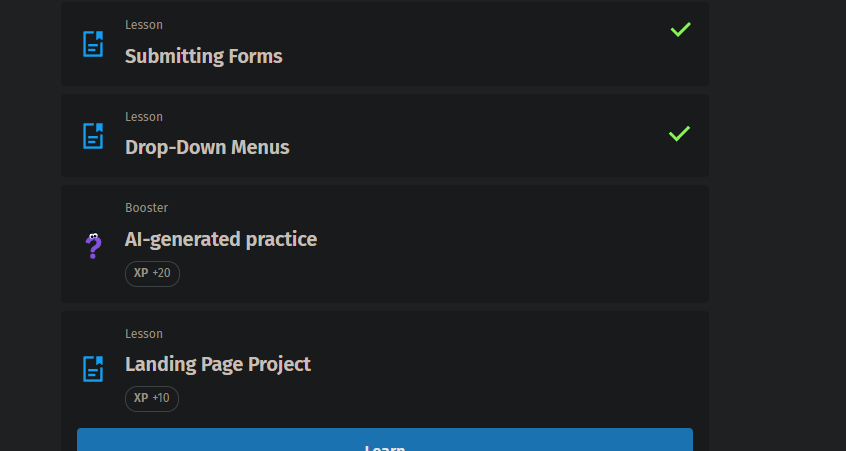 Lesson
Submitting Forms
Lesson
Drop-Down Menus
Booster
AI-generated practice
XP +20
Lesson
Landing Page Project
XP +10
Learn